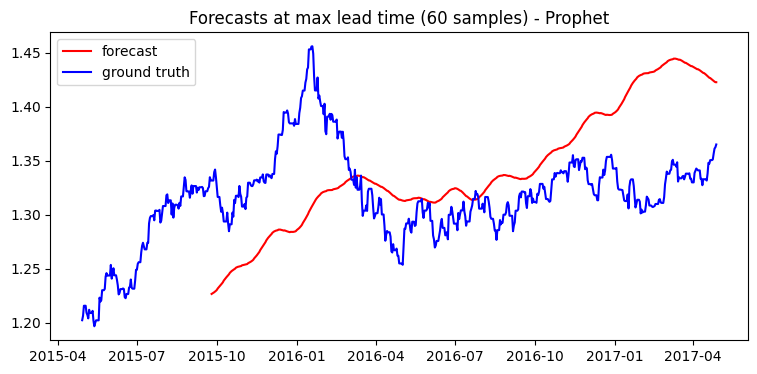 Forecasts at max lead time (60 samples) - Prophet
forecast
ground truth
1.45
1.40
1.35
1.30
1.25
1.20
2015-04 2015-07 2015-10 2016-01 2016-04 2016-07 2016-10 2017-01 2017-04